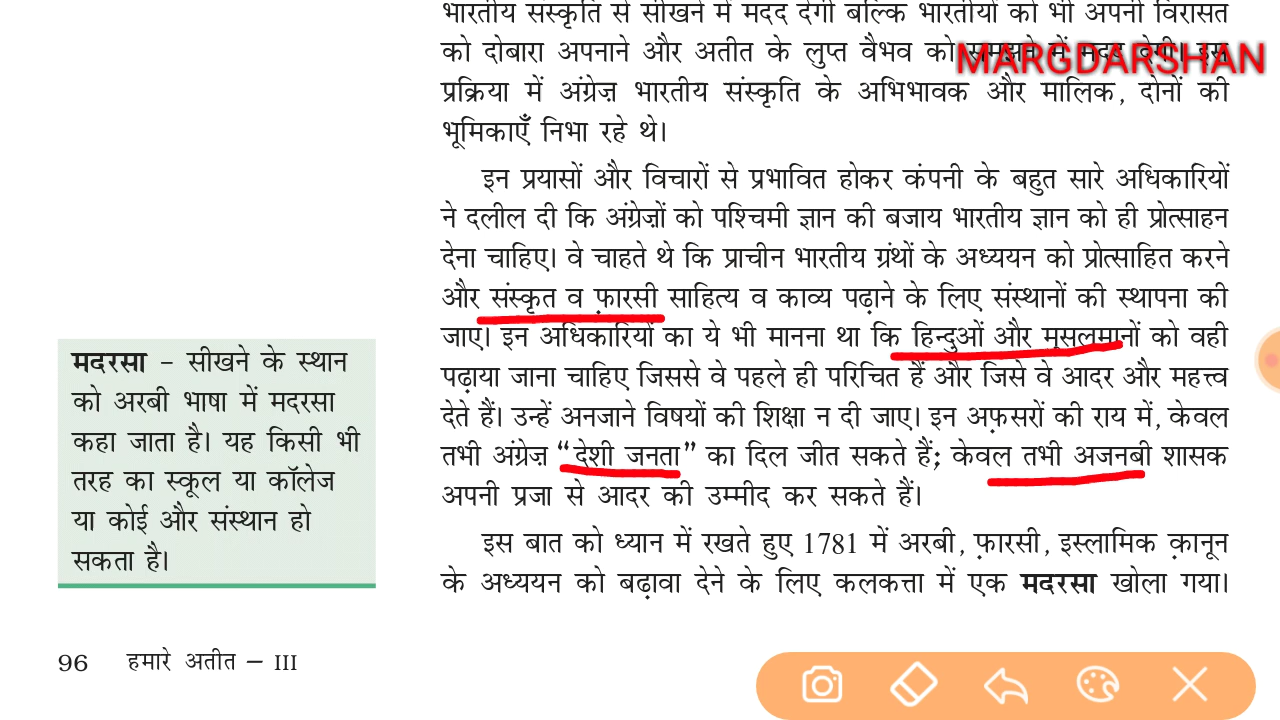 भारतीय संस्कृति से सीखने में मदद देगी बल्कि भारतीयों को भी अपनी विरासत
को दोबारा अपनाने और अतीत के लुप्त वैभव को समझने में मदद देगी। इस
MARGDARSHAN
प्रक्रिया में अंग्रेज़ भारतीय संस्कृति के अभिभावक और मालिक, दोनों की
भूमिकाएँ निभा रहे थे।
इन प्रयासों और विचारों से प्रभावित होकर कंपनी के बहुत सारे अधिकारियों
ने दलील दी कि अंग्रेज़ों को पश्चिमी ज्ञान की बजाय भारतीय ज्ञान को ही प्रोत्साहन
देना चाहिए। वे चाहते थे कि प्राचीन भारतीय ग्रंथों के अध्ययन को प्रोत्साहित करने
और संस्कृत व फ़ारसी साहित्य व काव्य पढ़ाने के लिए संस्थानों की स्थापना की
जाए। इन अधिकारियों का ये भी मानना था कि हिन्दुओं और मुसलमानों को वही
पढ़ाया जाना चाहिए जिससे वे पहले ही परिचित हैं और जिसे वे आदर और महत्त्व
देते हैं। उन्हें अनजाने विषयों की शिक्षा न दी जाए। इन अफ़सरों की राय में, केवल
तभी अंग्रेज़ “देशी जनता” का दिल जीत सकते हैं; केवल तभी अजनबी शासक
अपनी प्रजा से आदर की उम्मीद कर सकते हैं।
इस बात को ध्यान में रखते हुए 1781 में अरबी, फ़ारसी, इस्लामिक क़ानून
के अध्ययन को बढ़ावा देने के लिए कलकत्ता में एक मदरसा खोला गया।
मदरसा – सीखने के स्थान
को अरबी भाषा में मदरसा
कहा जाता है। यह किसी भी
तरह का स्कूल या कॉलेज
या कोई और संस्थान हो
सकता है।
96 हमारे अतीत – III